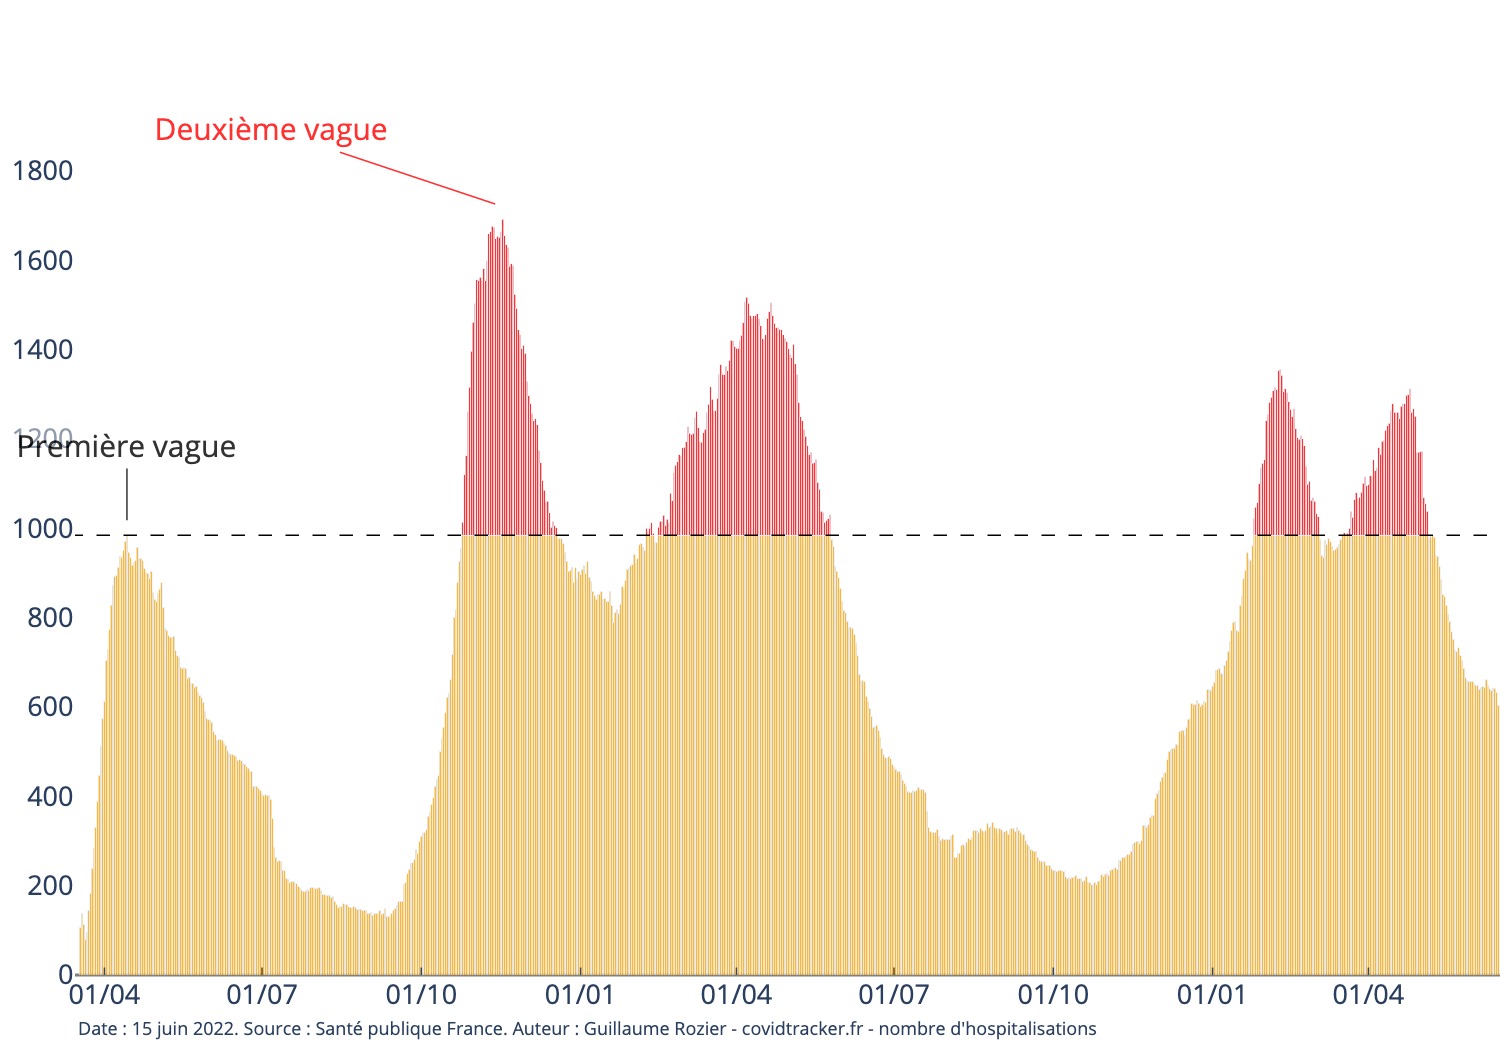 Deuxième vague
1800
1600
1400
1200
Première vague
1000
800
600
400
200
0
01/04 01/07 01/10 01/01 01/04 01/07 01/10 01/01 01/04
Date : 15 juin 2022. Source : Santé publique France. Auteur : Guillaume Rozier - covidtracker.fr - nombre d'hospitalisations